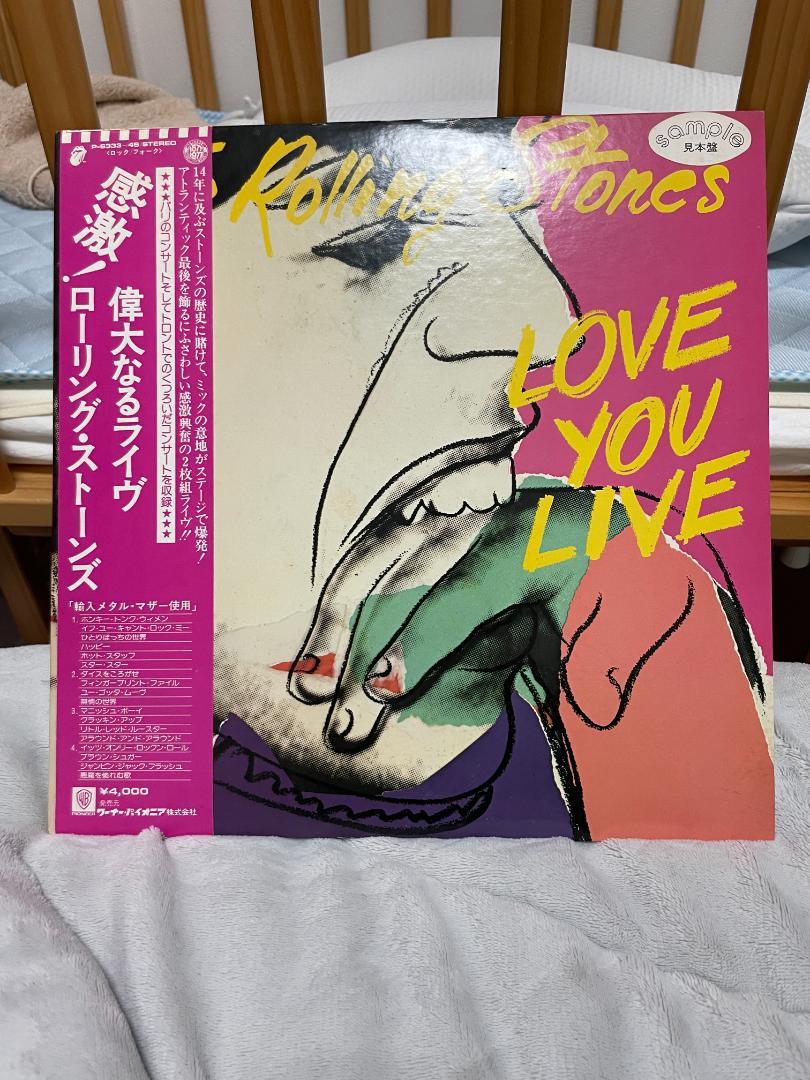 P-6333~4S/STEREO
〈ロック/フォーク〉
感激!
偉大なるライヴ
ローリング・ストーンズ
14年に及ぶストーンズの歴史に賭けて、ミックの意地がステージで爆発!
アトランティック最後を飾るにふさわしい感激興奮の2枚組ライヴ!!
★★★パリのコンサートそしてトロントでのくつろいだコンサートを収録★★★
「輸入メタル・マザー使用」
1. ホンキー・トンク・ウィメン
イフ・ユー・キャント・ロック・ミー
ひとりぼっちの世界
ハッピー
ホット・スタッフ
スター・スター
2. ダイスをころがせ
フィンガープリント・ファイル
ユー・ガッタ・ムーヴ
無情の世界
3. マニッシュ・ボーイ
クラッキン・アップ
リトル・レッド・ルースター
アラウンド・アンド・アラウンド
4. イッツ・オンリー・ロックン・ロール
ブラウン・シュガー
ジャンピン・ジャック・フラッシュ
悪魔を憐れむ歌
¥4,000
発売元
PIONEER ワーナー・パイオニア株式会社
Rolling Stones
sample
見本盤
LOVE
YOU
LIVE